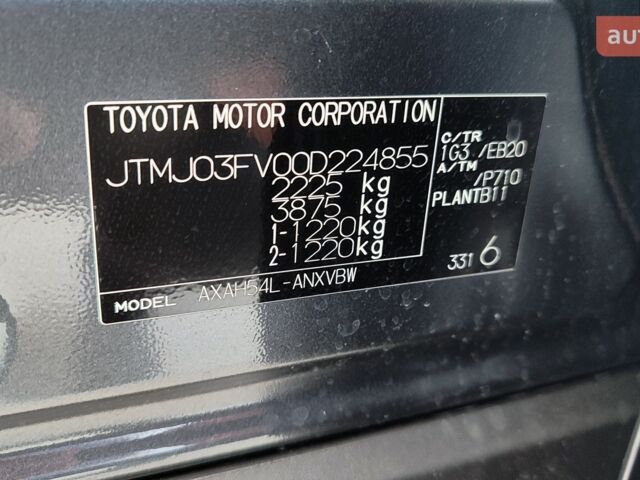 TOYOTA MOTOR CORPORATION
JTMJ03FV00D224855
2225 kg
3875 kg
1-1220kg
2-1220kg
C/TR
1G3 /EB20
A/TM
/P710
PLANTB11
331 6
MODEL AXAH54L-ANXVBW